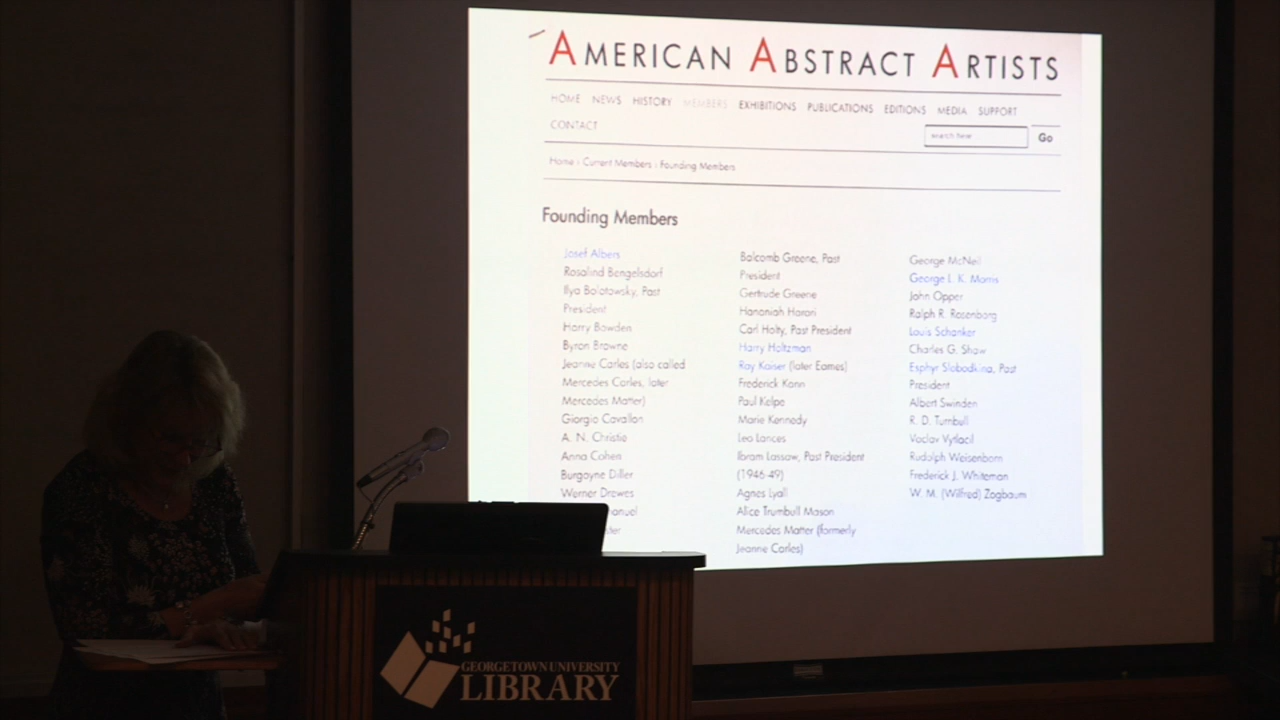 AMERICAN ABSTRACT ARTISTS
HOME NEWS HISTORY MEMBERS EXHIBITIONS PUBLICATIONS EDITIONS MEDIA SUPPORT
CONTACT
search here Go
Home › Current Members › Founding Members
Founding Members
Josef Albers
Rosalind Bengelsdorf
Ilya Bolotowsky, Past
President
Harry Bowden
Byron Browne
Jeanne Carles (also called
Mercedes Carles, later
Mercedes Matter)
Giorgio Cavallon
A. N. Christie
Anna Cohen
Burgoyne Diller
Werner Drewes
Balcomb Greene, Past
President
Gertrude Greene
Hananiah Harari
Carl Holty, Past President
Harry Holtzman
Ray Kaiser (later Eames)
Frederick Kann
Paul Kelpe
Marie Kennedy
Leo Lances
Ibram Lassaw, Past President
(1946-49)
Agnes Lyall
Alice Trumbull Mason
Mercedes Matter (formerly
Jeanne Carles)
George McNeil
George L. K. Morris
John Opper
Ralph R. Rosenborg
Louis Schanker
Charles G. Shaw
Esphyr Slobodkina, Past
President
Albert Swinden
R. D. Turnbull
Vaclav Vytlacil
Rudolph Weisenborn
Frederick J. Whiteman
W. M. (Wilfred) Zogbaum
GEORGETOWN UNIVERSITY
LIBRARY